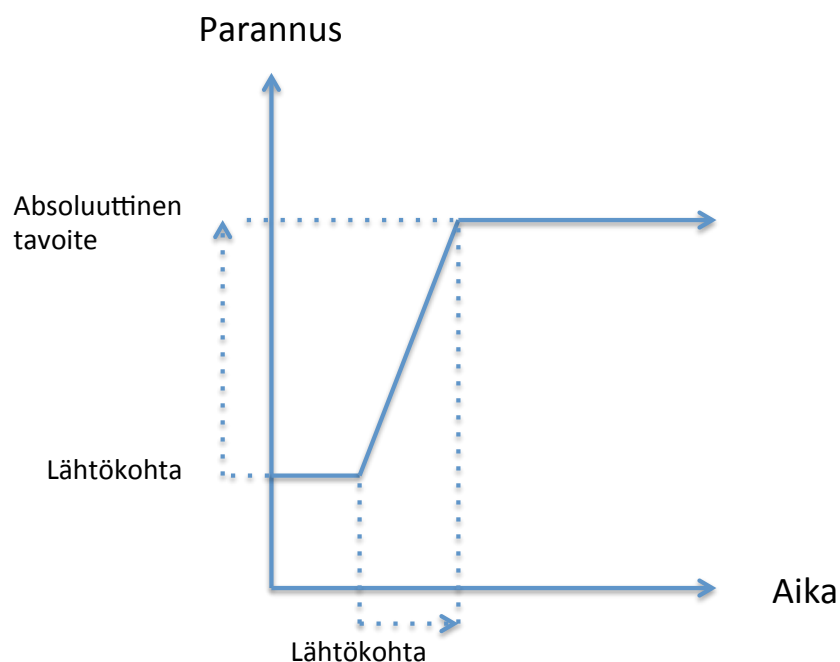 Parannus
Absoluuttinen
tavoite
Lähtökohta
Aika
Lähtökohta